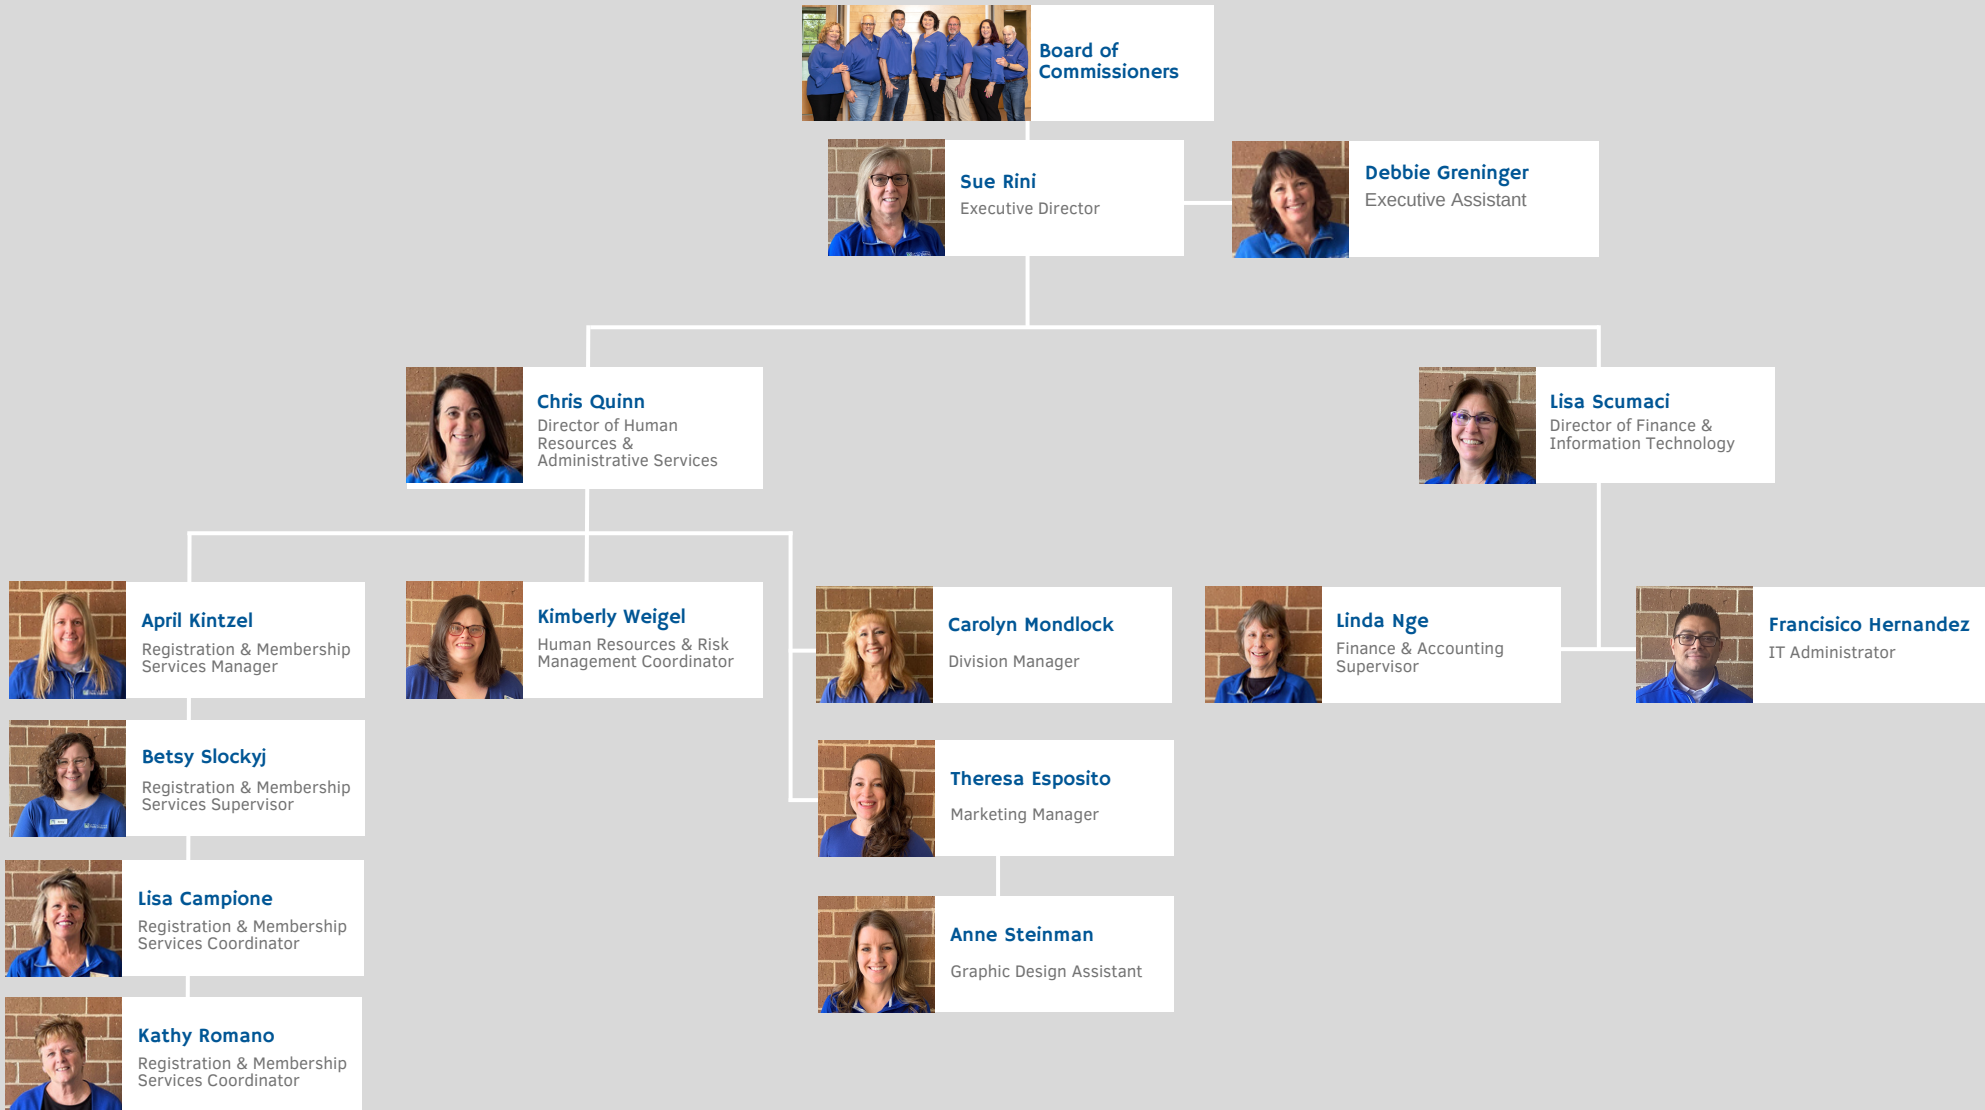 Board of
Commissioners
Sue Rini
Executive Director
Debbie Greninger
Executive Assistant
Chris Quinn
Director of Human
Resources &
Administrative Services
Lisa Scumaci
Director of Finance &
Information Technology
April Kintzel
Registration & Membership
Services Manager
Kimberly Weigel
Human Resources & Risk
Management Coordinator
Carolyn Mondlock
Division Manager
Linda Nge
Finance & Accounting
Supervisor
Francisico Hernandez
IT Administrator
Betsy Slockyj
Registration & Membership
Services Supervisor
Theresa Esposito
Marketing Manager
Lisa Campione
Registration & Membership
Services Coordinator
Anne Steinman
Graphic Design Assistant
Kathy Romano
Registration & Membership
Services Coordinator